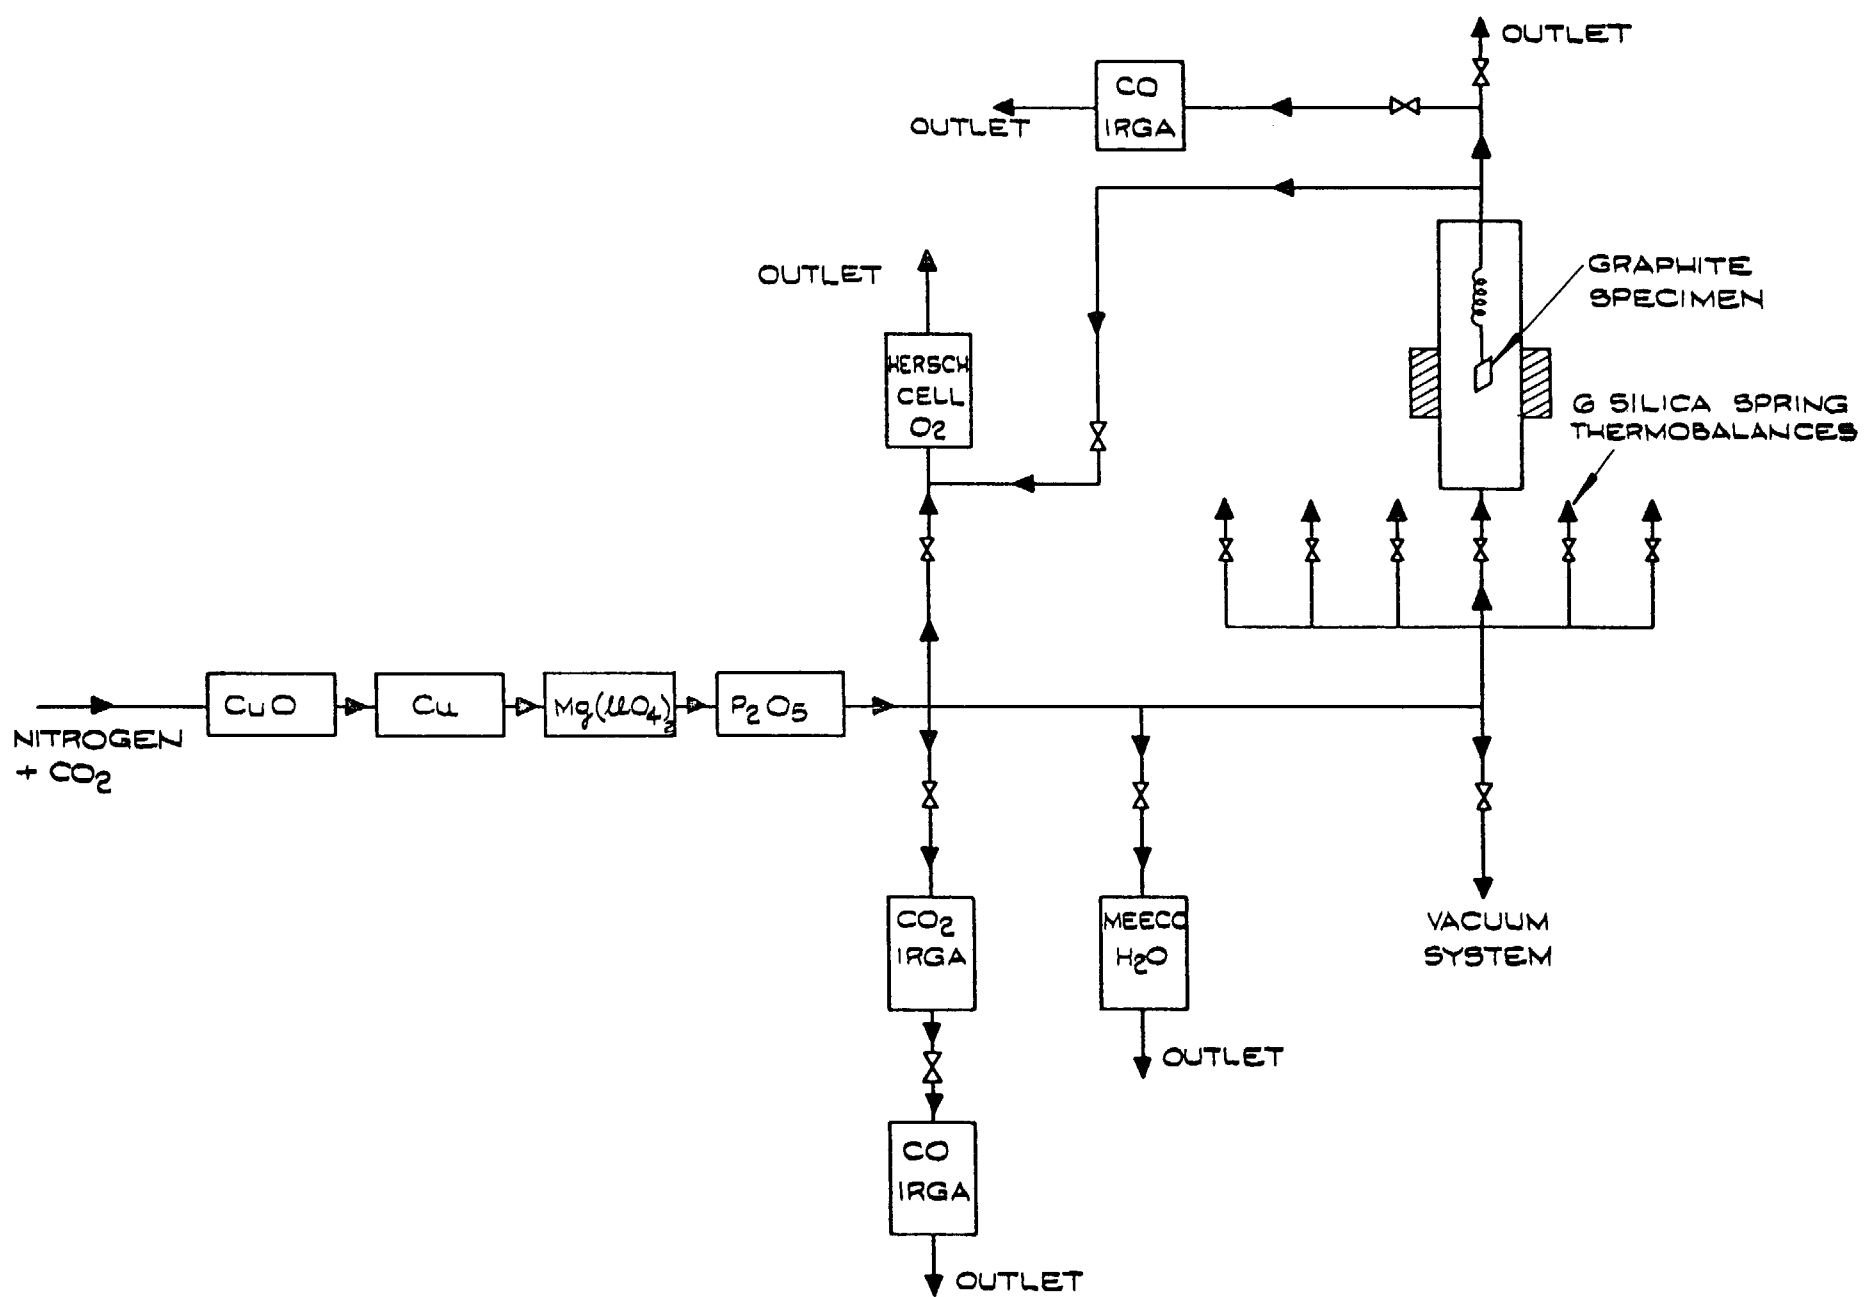 OUTLET
CO
IRGA
OUTLET
OUTLET
GRAPHITE
SPECIMEN
HERSCH
CELL
O2
6 SILICA SPRING
THERMOBALANCES
NITROGEN
+ CO2
CuO
Cu
Mg(ClO4)2
P2O5
CO2
IRGA
MEECO
H2O
VACUUM
SYSTEM
OUTLET
CO
IRGA
OUTLET